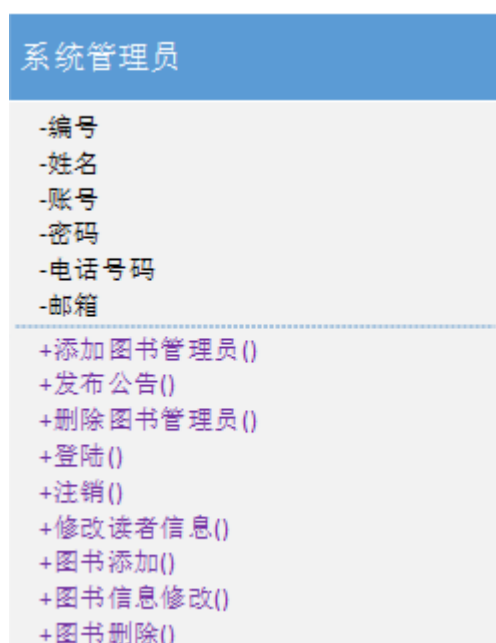 系统管理员
-编号
-姓名
-账号
-密码
-电话号码
-邮箱
+添加图书管理员()
+发布公告()
+删除图书管理员()
+登陆()
+注销()
+修改读者信息()
+图书添加()
+图书信息修改()
+图书删除()